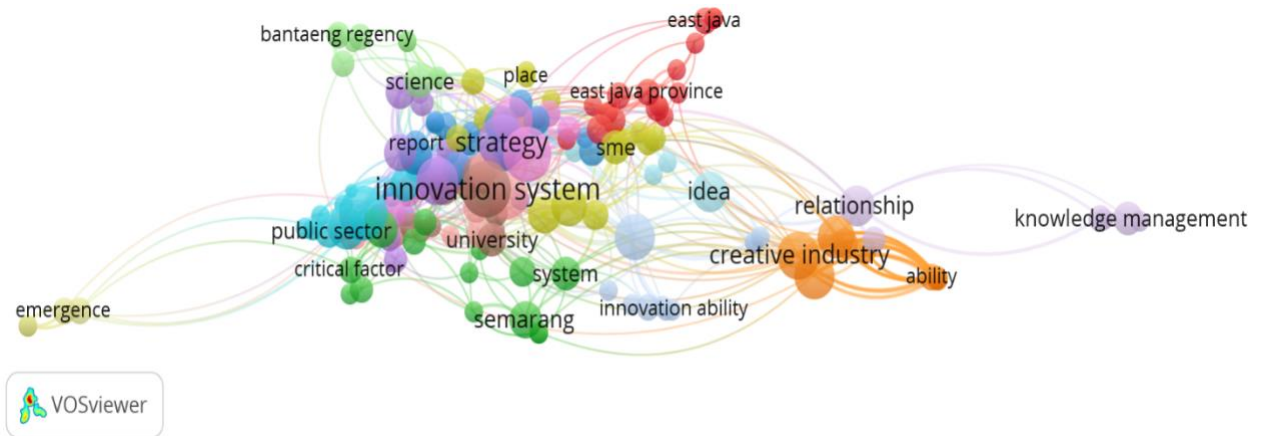 east java
bantaeng regency
place
science
east java province
report
strategy
sme
innovation system
idea
relationship
knowledge management
public sector
university
creative industry
critical factor
system
ability
emergence
innovation ability
semarang
VOSviewer